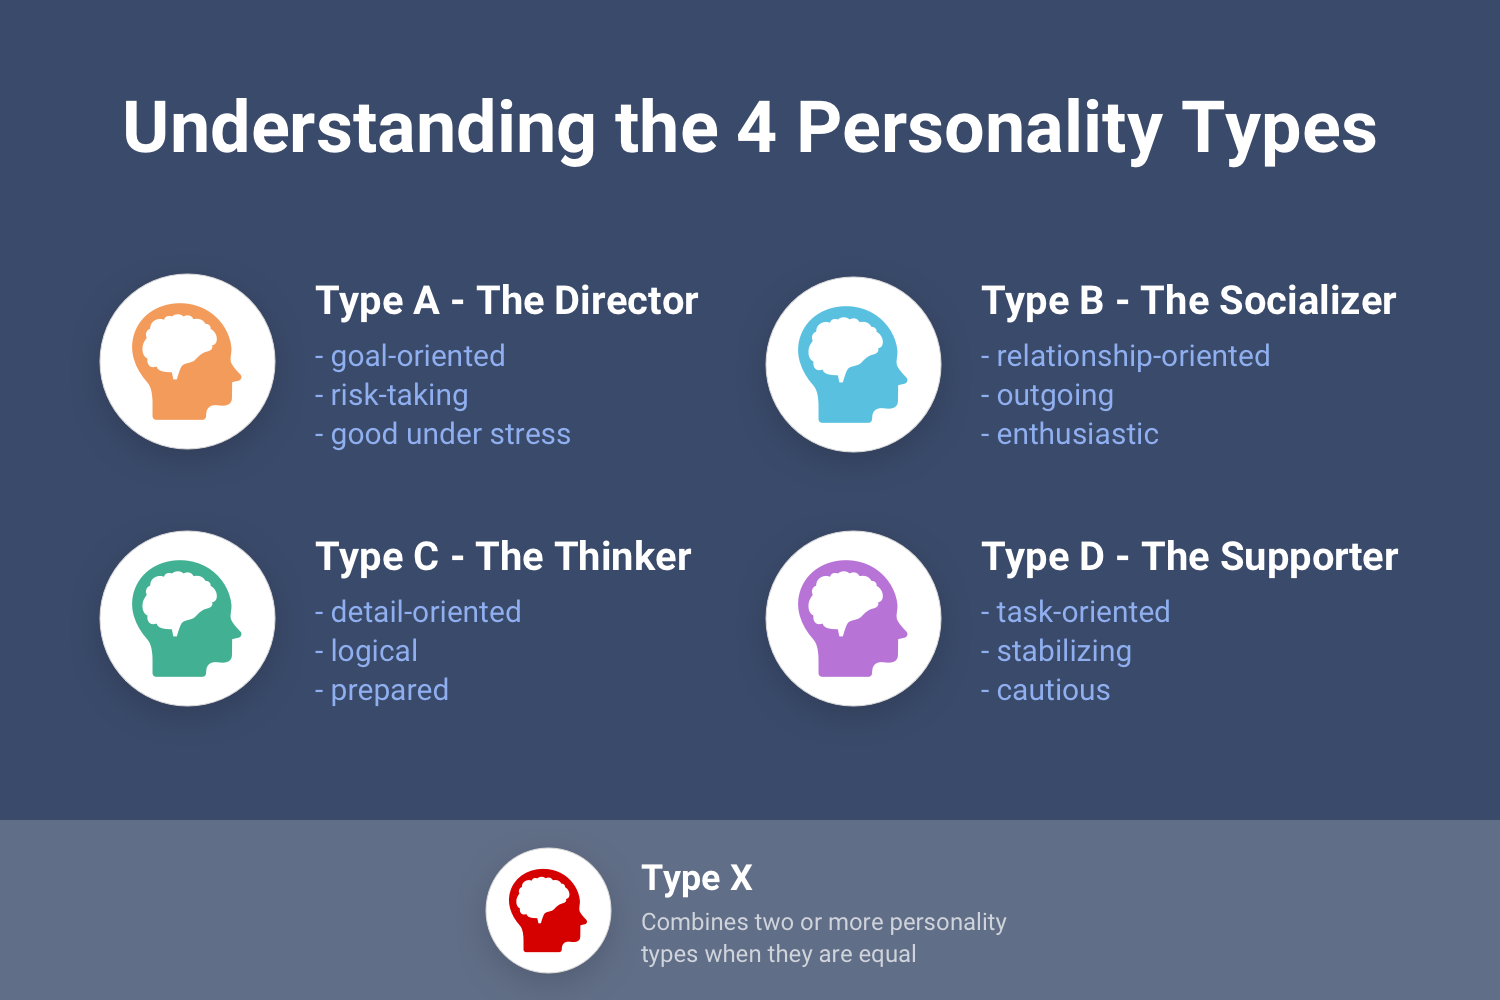 Understanding the 4 Personality Types
Type A - The Director
- goal-oriented
- risk-taking
- good under stress
Type B - The Socializer
- relationship-oriented
- outgoing
- enthusiastic
Type C - The Thinker
- detail-oriented
- logical
- prepared
Type D - The Supporter
- task-oriented
- stabilizing
- cautious
Type X
Combines two or more personality
types when they are equal